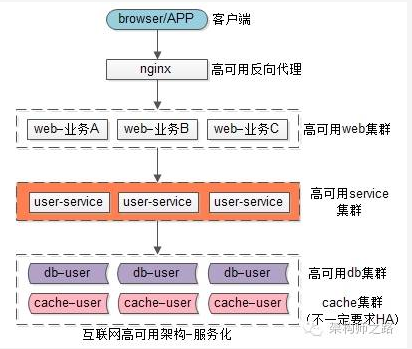 browser/APP 客户端
nginx 高可用反向代理
web-业务A web-业务B web-业务C 高可用web集群
user-service user-service user-service 高可用service
集群
db-user db-user db-user 高可用db集群
cache-user cache-user cache-user cache集群
(不一定要求HA)
互联网高可用架构-服务化
架构师之路